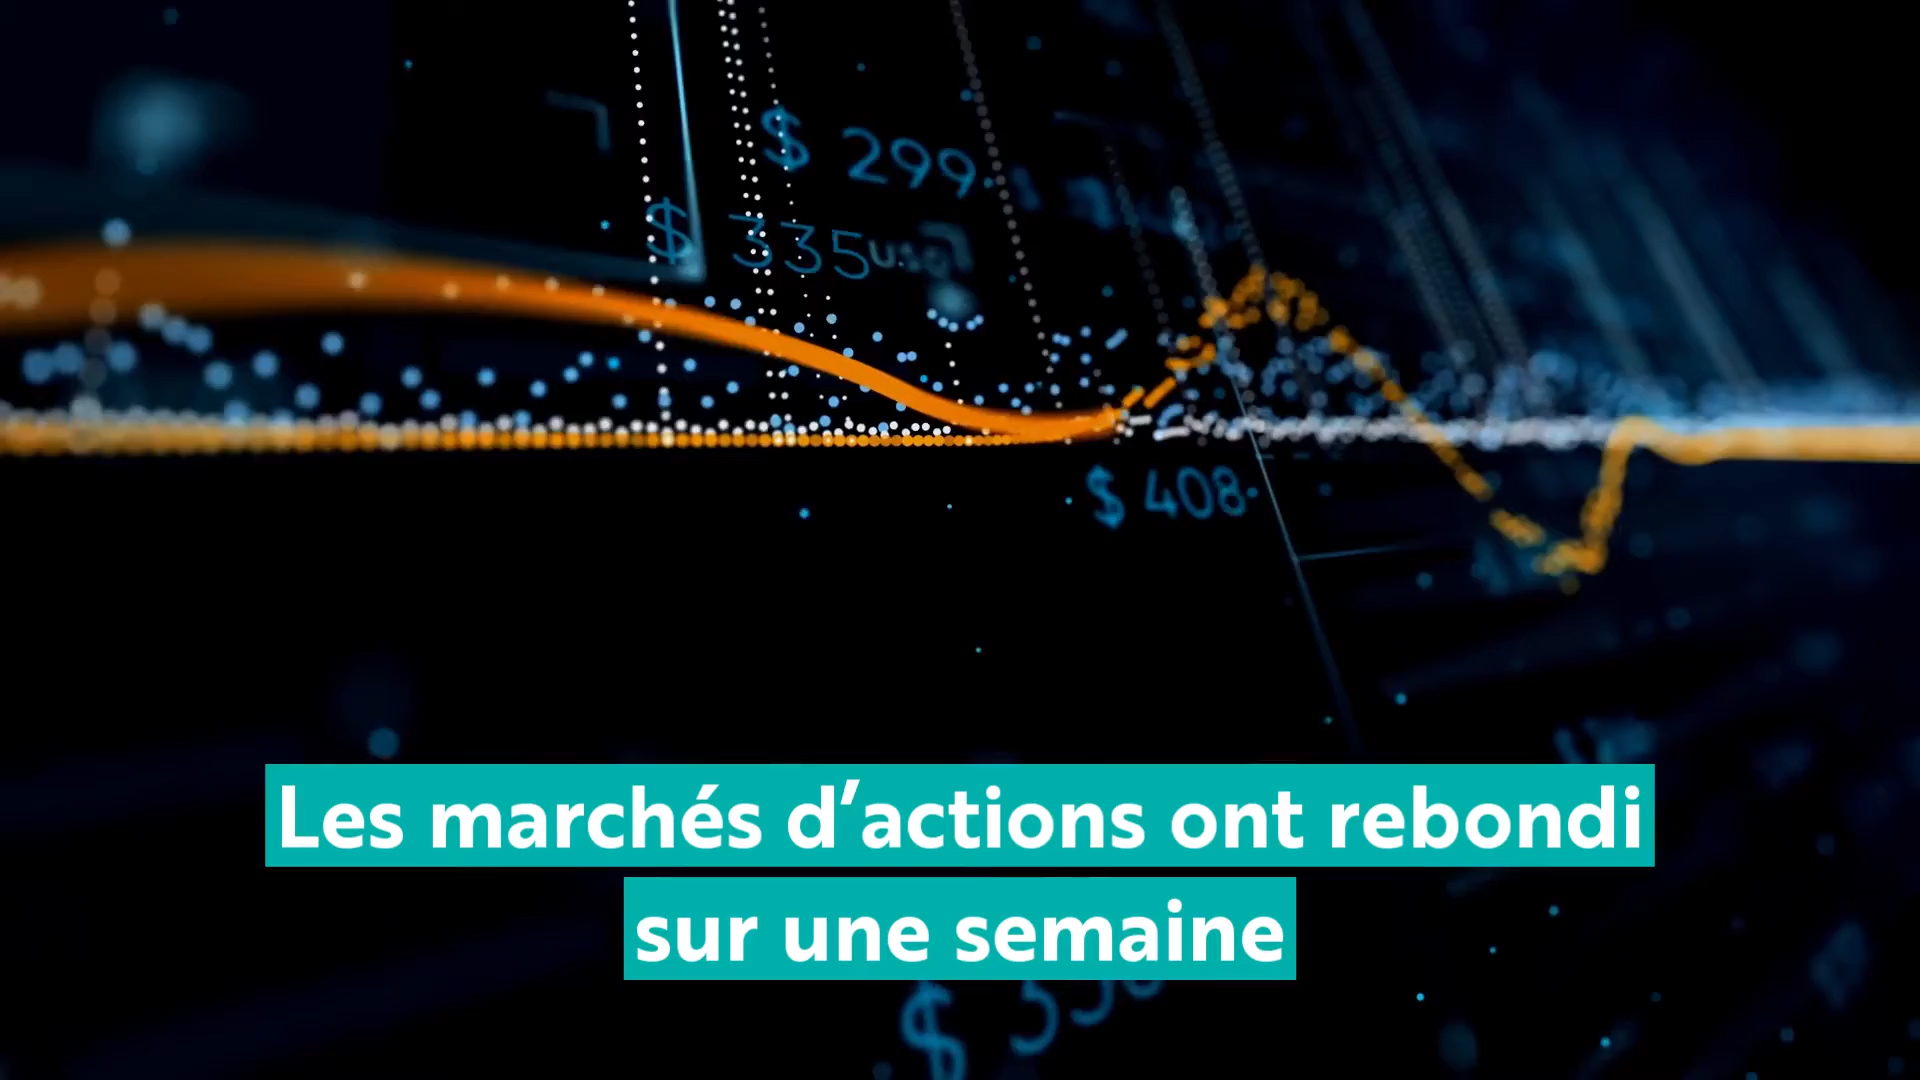 $ 299
$ 335
$ 408
Les marchés d’actions ont rebondi
sur une semaine
$